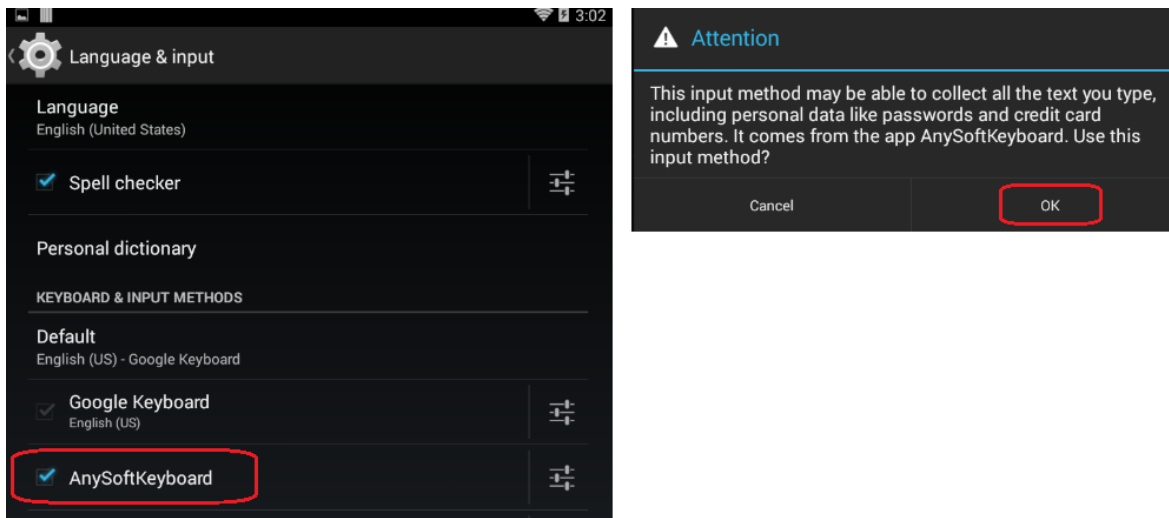 3:02
Language & input
Language
English (United States)
Spell checker
Personal dictionary
KEYBOARD & INPUT METHODS
Default
English (US) - Google Keyboard
Google Keyboard
English (US)
AnySoftKeyboard
Attention
This input method may be able to collect all the text you type,
including personal data like passwords and credit card
numbers. It comes from the app AnySoftKeyboard. Use this
input method?
Cancel
OK